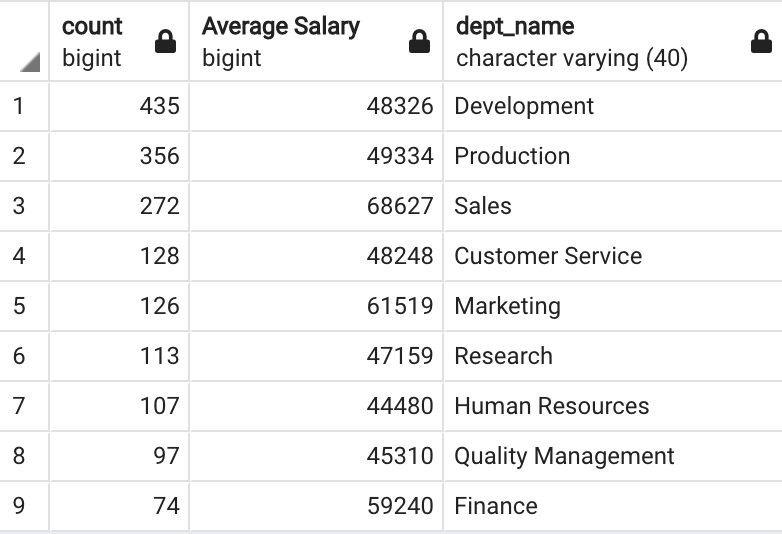 count Average Salary dept_name
bigint bigint character varying (40)
1 435 48326 Development
2 356 49334 Production
3 272 68627 Sales
4 128 48248 Customer Service
5 126 61519 Marketing
6 113 47159 Research
7 107 44480 Human Resources
8 97 45310 Quality Management
9 74 59240 Finance